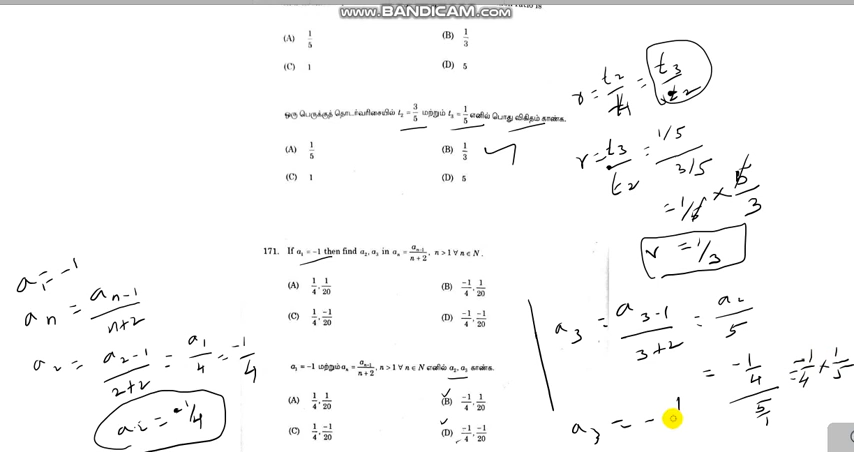 www.BANDICAM.com
(A) 1/5 (B) 1/3
(C) 1 (D) 5
ஒரு பெருக்குத் தொடர்வரிசையில் t₂ = 3/5 மற்றும் t₃ = 1/5 எனில் பொது விகிதம் காண்க.
(A) 1/5 (B) 1/3
(C) 1 (D) 5
r = t₂/t₁ = t₃/t₂
r = t₃/t₂ = 1/5 / 3/5
= 1/5 × 5/3
r = 1/3
171. If a₁ = −1 then find a₂, a₃ in aₙ = aₙ₋₁/n+2, n > 1 ∀ n ∈ N.
(A) 1/4, 1/20 (B) −1/4, 1/20
(C) 1/4, −1/20 (D) −1/4, −1/20
a₁ = −1 மற்றும் aₙ = aₙ₋₁/n+2, n > 1 ∀ n ∈ N எனில் a₂, a₃ காண்க.
(A) 1/4, 1/20 (B) −1/4, 1/20
(C) 1/4, −1/20 (D) −1/4, −1/20
a₁ = −1
aₙ = aₙ₋₁/n+2
a₂ = a₂₋₁/2+2 = a₁/4 = −1/4
a₂ = −1/4
a₃ = a₃₋₁/3+2 = a₂/5
= −1/4 / 5/1 = −1/4 × 1/5
a₃ = − 1